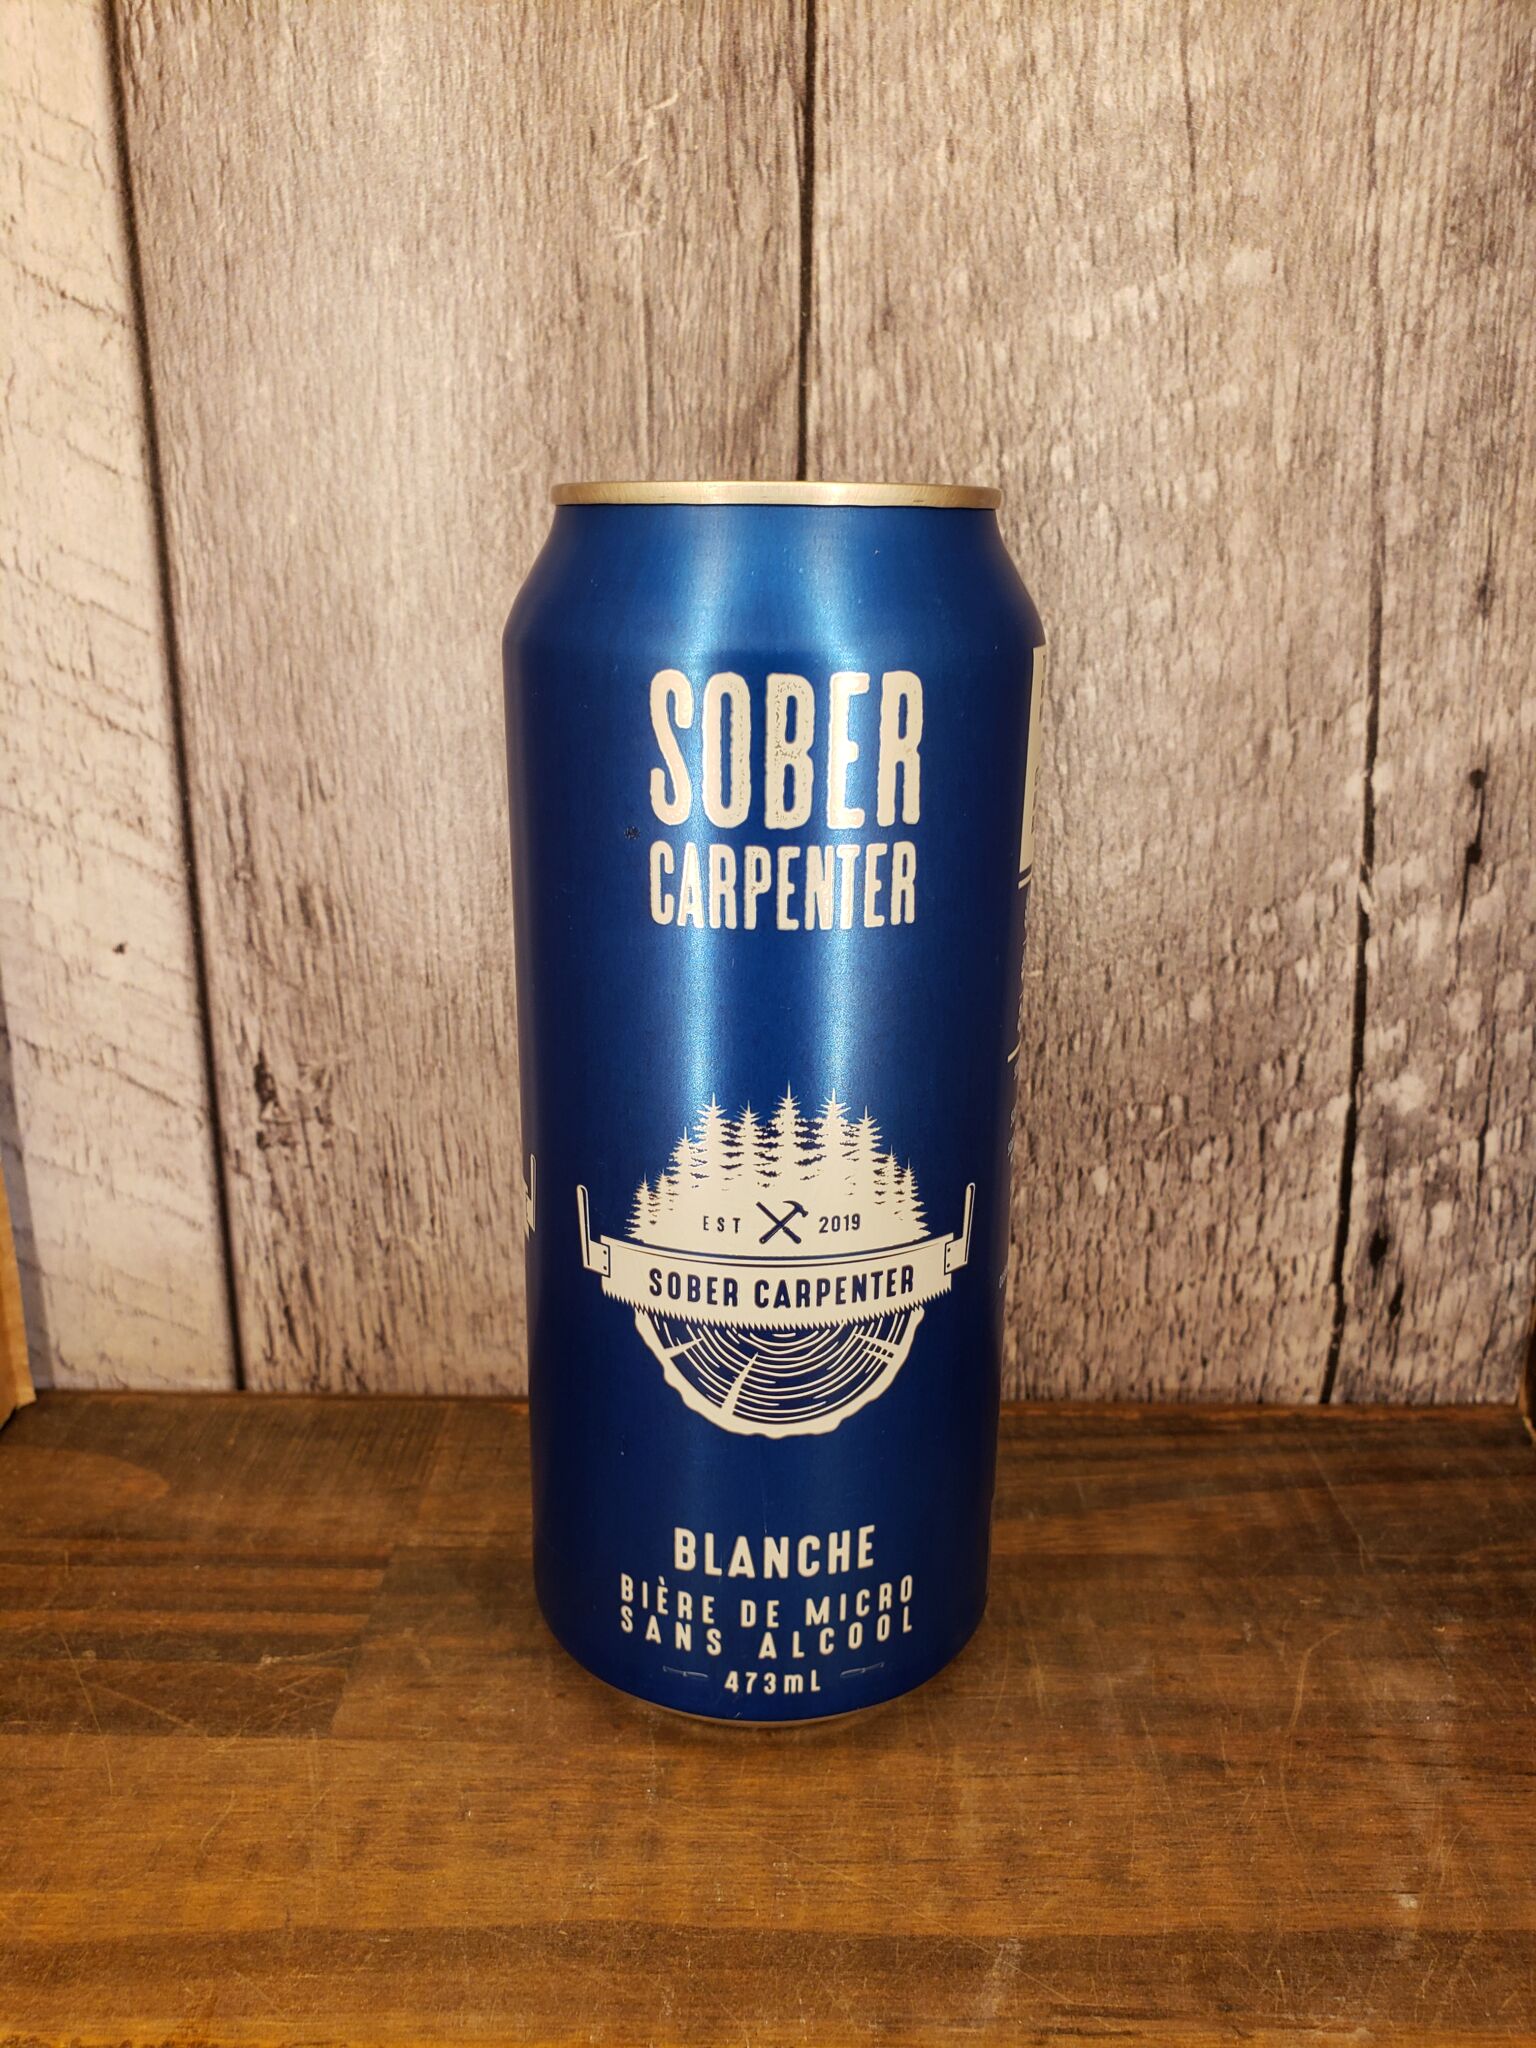 SOBER
CARPENTER
EST 2019
SOBER CARPENTER
BLANCHE
BIÈRE DE MICRO
SANS ALCOOL
473mL